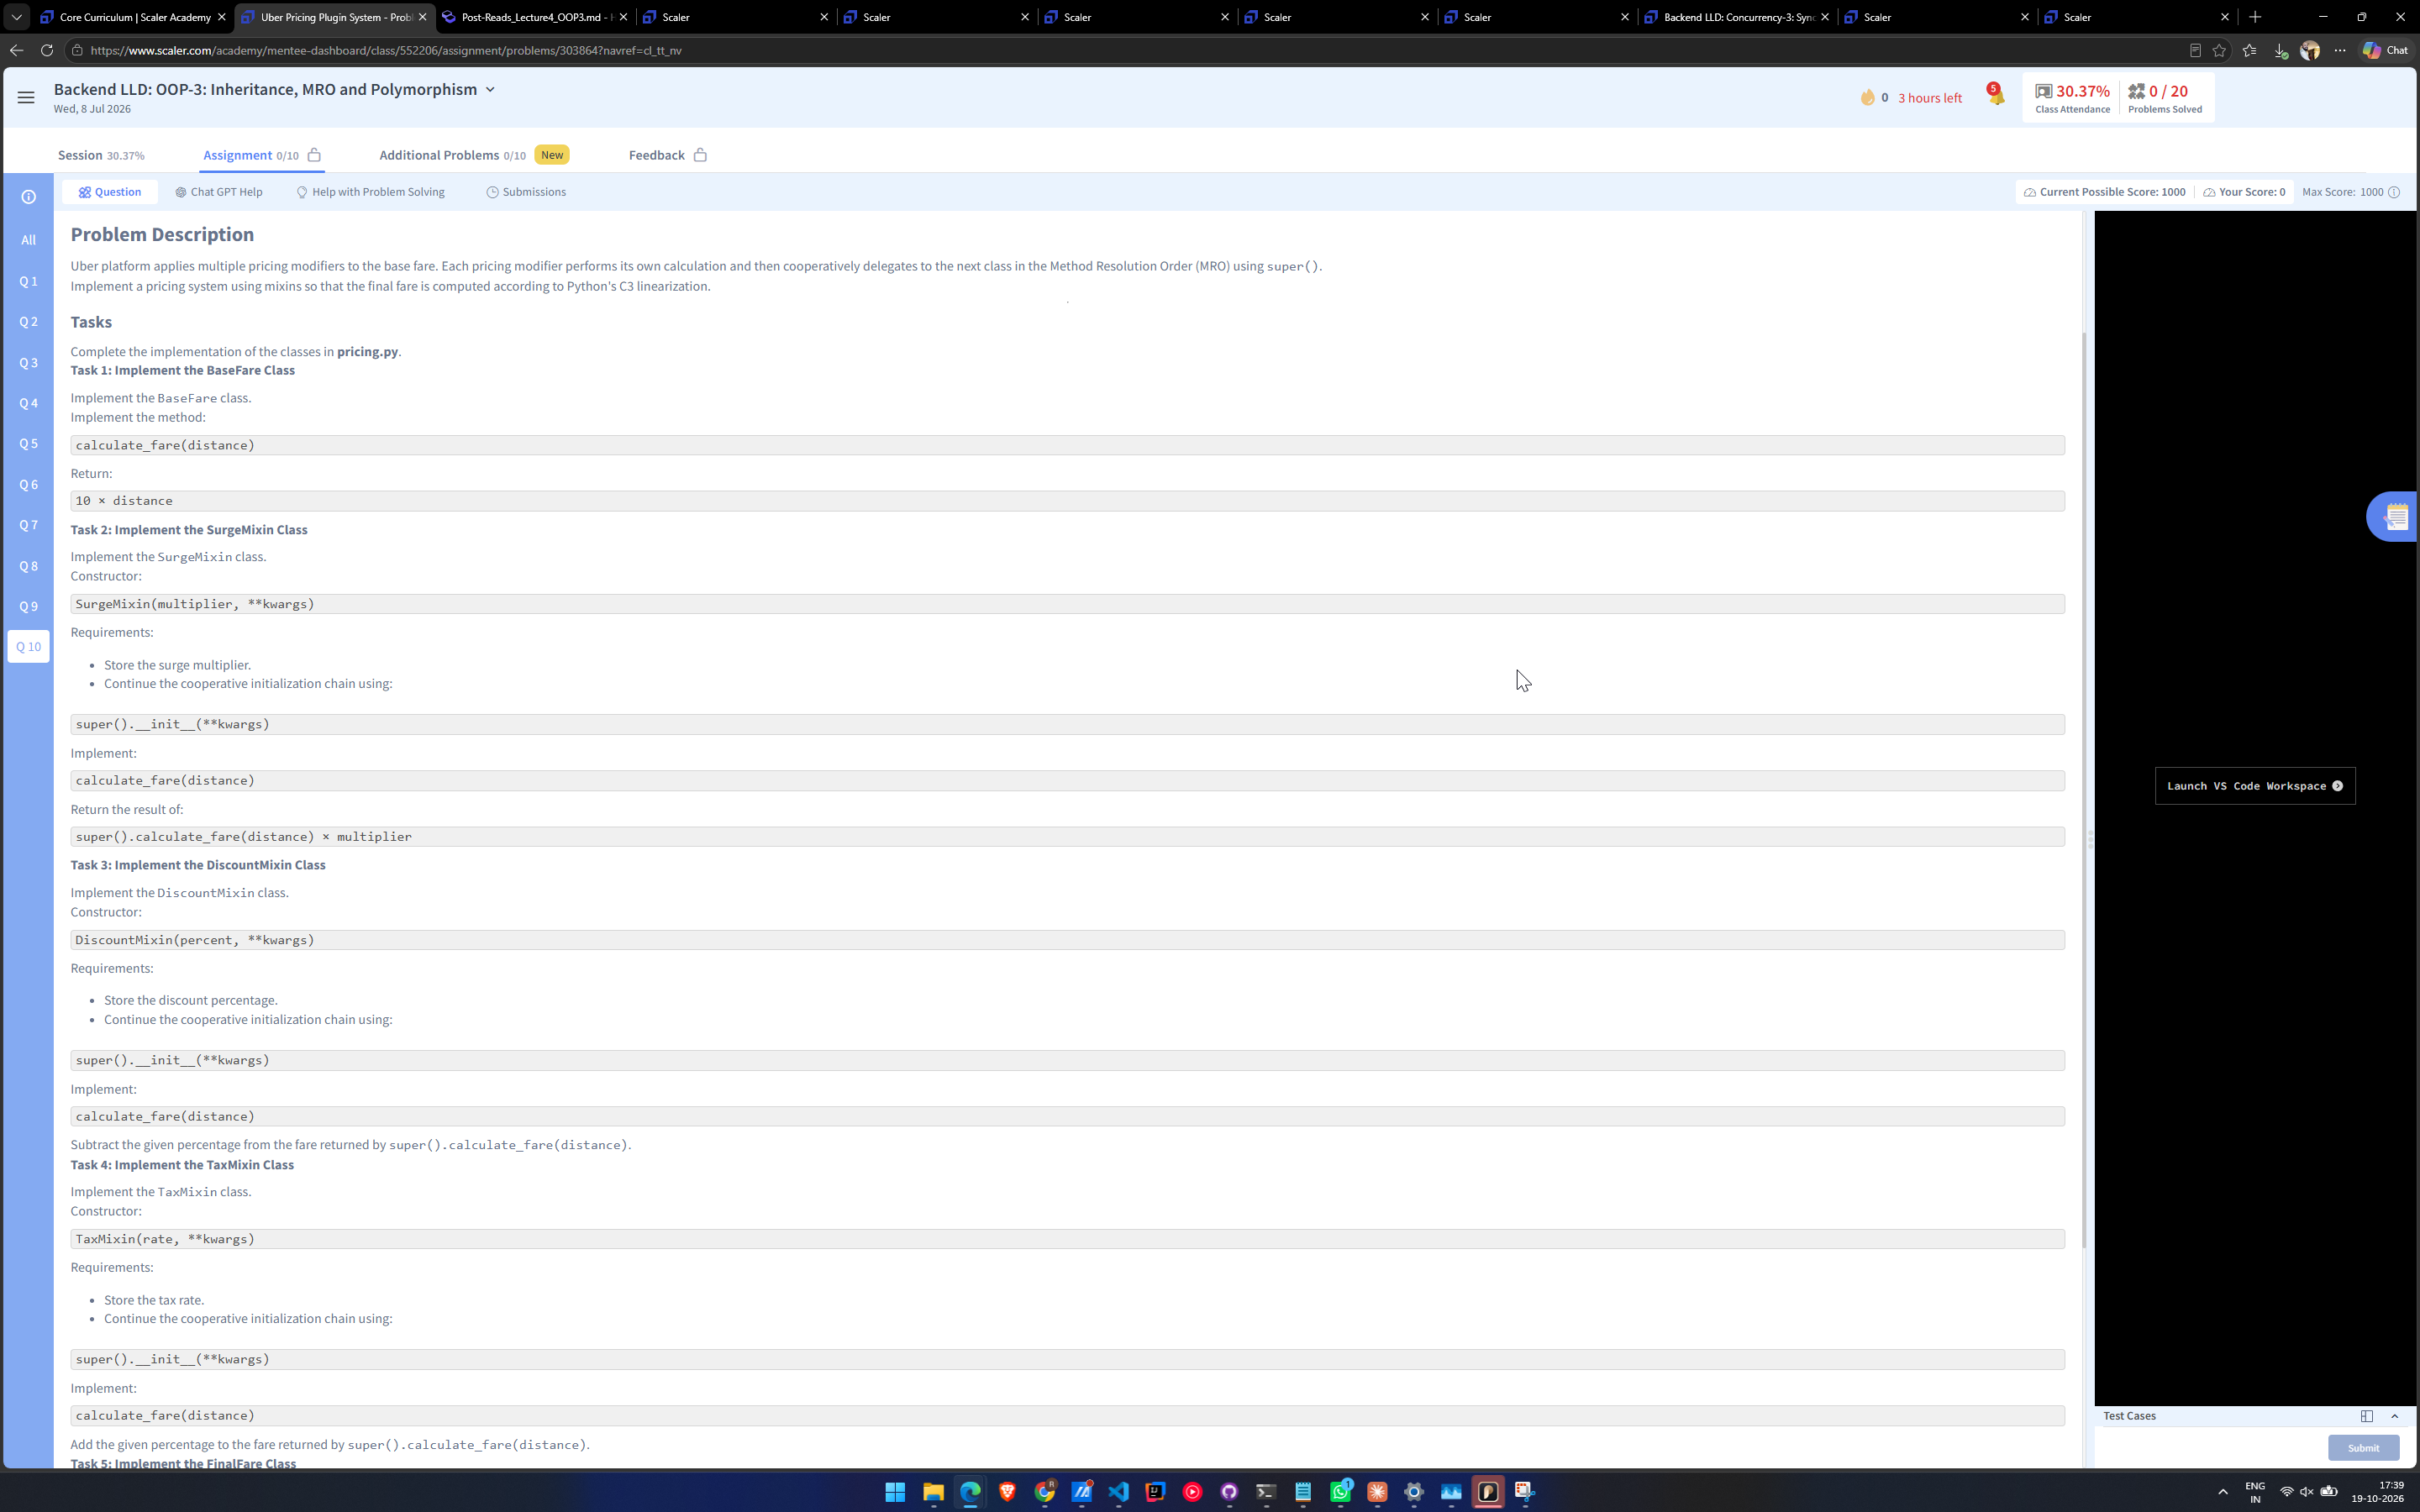 Core Curriculum | Scaler Academy
Uber Pricing Plugin System - Prob
Post-Reads_Lecture4_OOP3.md - H
Scaler
Scaler
Scaler
Scaler
Scaler
Backend LLD: Concurrency-3: Sync
Scaler
Scaler
https://www.scaler.com/academy/mentee-dashboard/class/552206/assignment/problems/303864?navref=cl_tt_nv
Chat
Backend LLD: OOP-3: Inheritance, MRO and Polymorphism
Wed, 8 Jul 2026
0 3 hours left
5
30.37%
Class Attendance
0 / 20
Problems Solved
Session 30.37%
Assignment 0/10
Additional Problems 0/10 New
Feedback
Question
Chat GPT Help
Help with Problem Solving
Submissions
Current Possible Score: 1000
Your Score: 0
Max Score: 1000
All
Q 1
Q 2
Q 3
Q 4
Q 5
Q 6
Q 7
Q 8
Q 9
Q 10
Problem Description
Uber platform applies multiple pricing modifiers to the base fare. Each pricing modifier performs its own calculation and then cooperatively delegates to the next class in the Method Resolution Order (MRO) using super().
Implement a pricing system using mixins so that the final fare is computed according to Python's C3 linearization.
Tasks
Complete the implementation of the classes in pricing.py.
Task 1: Implement the BaseFare Class
Implement the BaseFare class.
Implement the method:
calculate_fare(distance)
Return:
10 × distance
Task 2: Implement the SurgeMixin Class
Implement the SurgeMixin class.
Constructor:
SurgeMixin(multiplier, **kwargs)
Requirements:
• Store the surge multiplier.
• Continue the cooperative initialization chain using:
super().__init__(**kwargs)
Implement:
calculate_fare(distance)
Return the result of:
super().calculate_fare(distance) × multiplier
Task 3: Implement the DiscountMixin Class
Implement the DiscountMixin class.
Constructor:
DiscountMixin(percent, **kwargs)
Requirements:
• Store the discount percentage.
• Continue the cooperative initialization chain using:
super().__init__(**kwargs)
Implement:
calculate_fare(distance)
Subtract the given percentage from the fare returned by super().calculate_fare(distance).
Task 4: Implement the TaxMixin Class
Implement the TaxMixin class.
Constructor:
TaxMixin(rate, **kwargs)
Requirements:
• Store the tax rate.
• Continue the cooperative initialization chain using:
super().__init__(**kwargs)
Implement:
calculate_fare(distance)
Add the given percentage to the fare returned by super().calculate_fare(distance).
Task 5: Implement the FinalFare Class
Launch VS Code Workspace
Test Cases
Submit
1
ENG
IN
17:39
19-10-2026